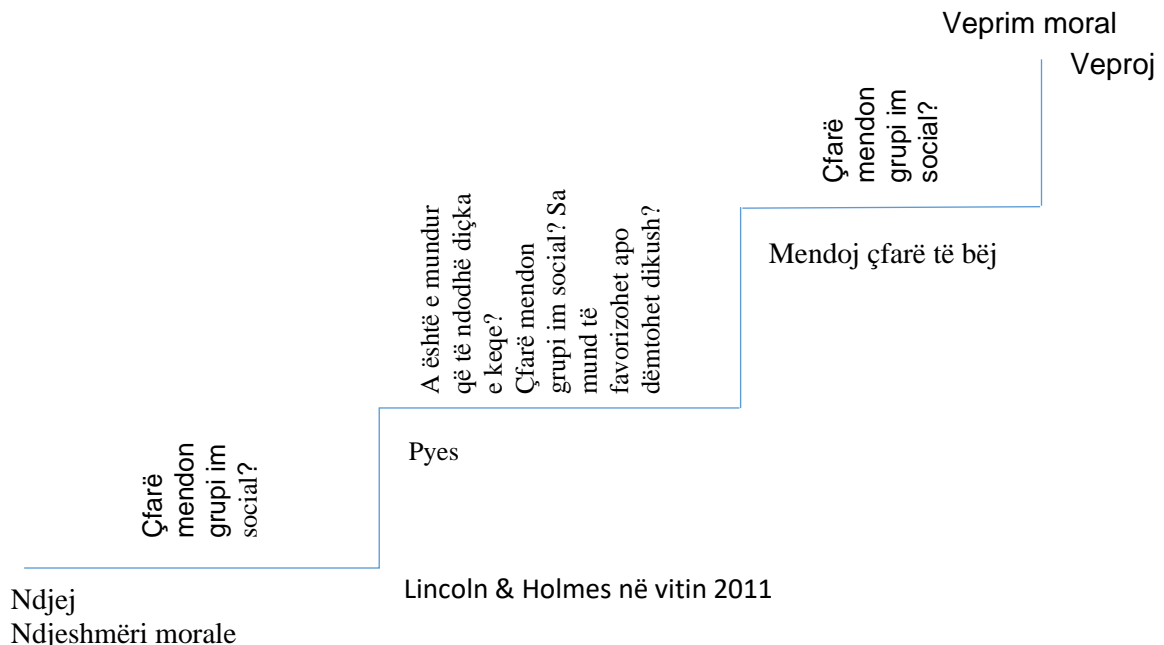 Veprim moral
Veproj
Çfarë
mendon
grupi im
social?
Mendoj çfarë të bëj
A është e mundur
që të ndodhë diçka
e keqe?
Çfarë mendon
grupi im social? Sa
mund të
favorizohet apo
dëmtohet dikush?
Pyes
Çfarë
mendon
grupi im
social?
Lincoln & Holmes në vitin 2011
Ndjej
Ndjeshmëri morale